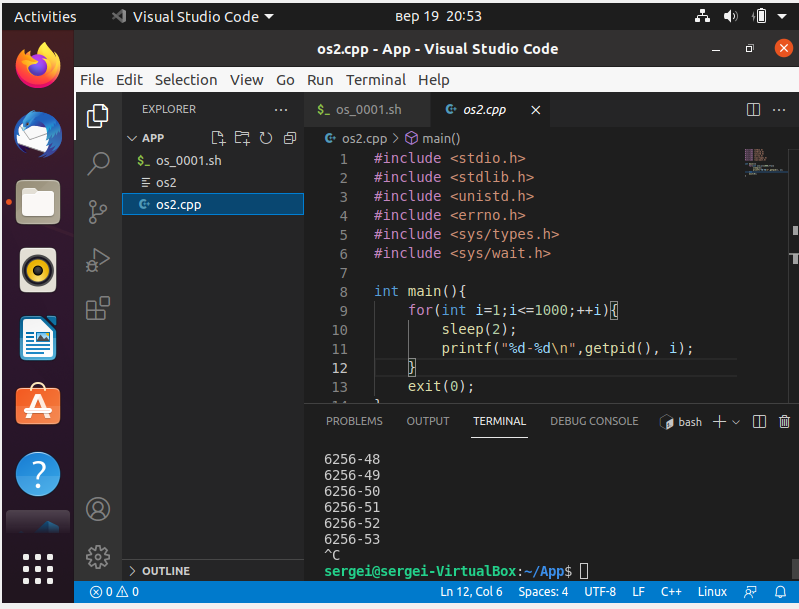 Activities Visual Studio Code вер 19 20:53
os2.cpp - App - Visual Studio Code
File Edit Selection View Go Run Terminal Help
EXPLORER
APP
$_ os_0001.sh
os2
os2.cpp
OUTLINE
$_ os_0001.sh os2.cpp
os2.cpp > main()
1 #include <stdio.h>
2 #include <stdlib.h>
3 #include <unistd.h>
4 #include <errno.h>
5 #include <sys/types.h>
6 #include <sys/wait.h>
7
8 int main(){
9 for(int i=1;i<=1000;++i){
10 sleep(2);
11 printf("%d-%d\n",getpid(), i);
12 }
13 exit(0);
PROBLEMS OUTPUT TERMINAL DEBUG CONSOLE bash
6256-48
6256-49
6256-50
6256-51
6256-52
6256-53
^C
sergei@sergei-VirtualBox:~/App$
0 0 Ln 12, Col 6 Spaces: 4 UTF-8 LF C++ Linux